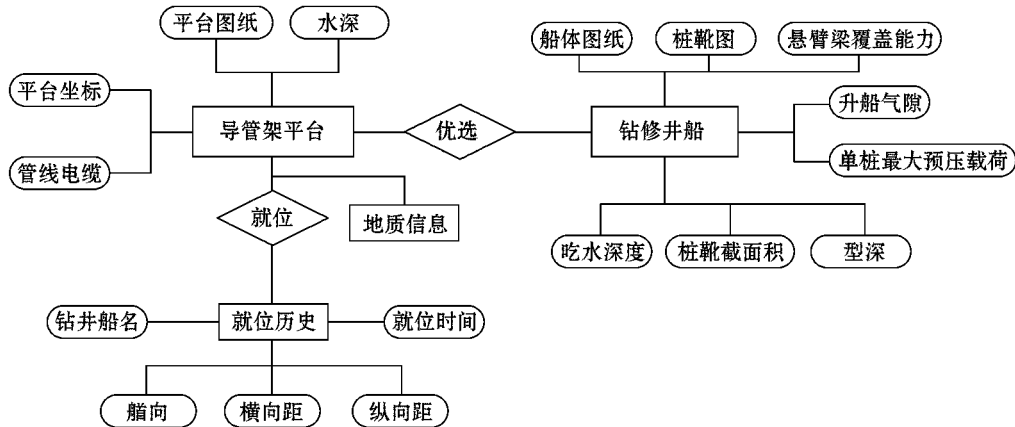 平台图纸
水深
船体图纸
桩靴图
悬臂梁覆盖能力
平台坐标
导管架平台
优选
钻修井船
升船气隙
管线电缆
单桩最大预压载荷
就位
地质信息
吃水深度
桩靴截面积
型深
钻井船名
就位历史
就位时间
艏向
横向距
纵向距